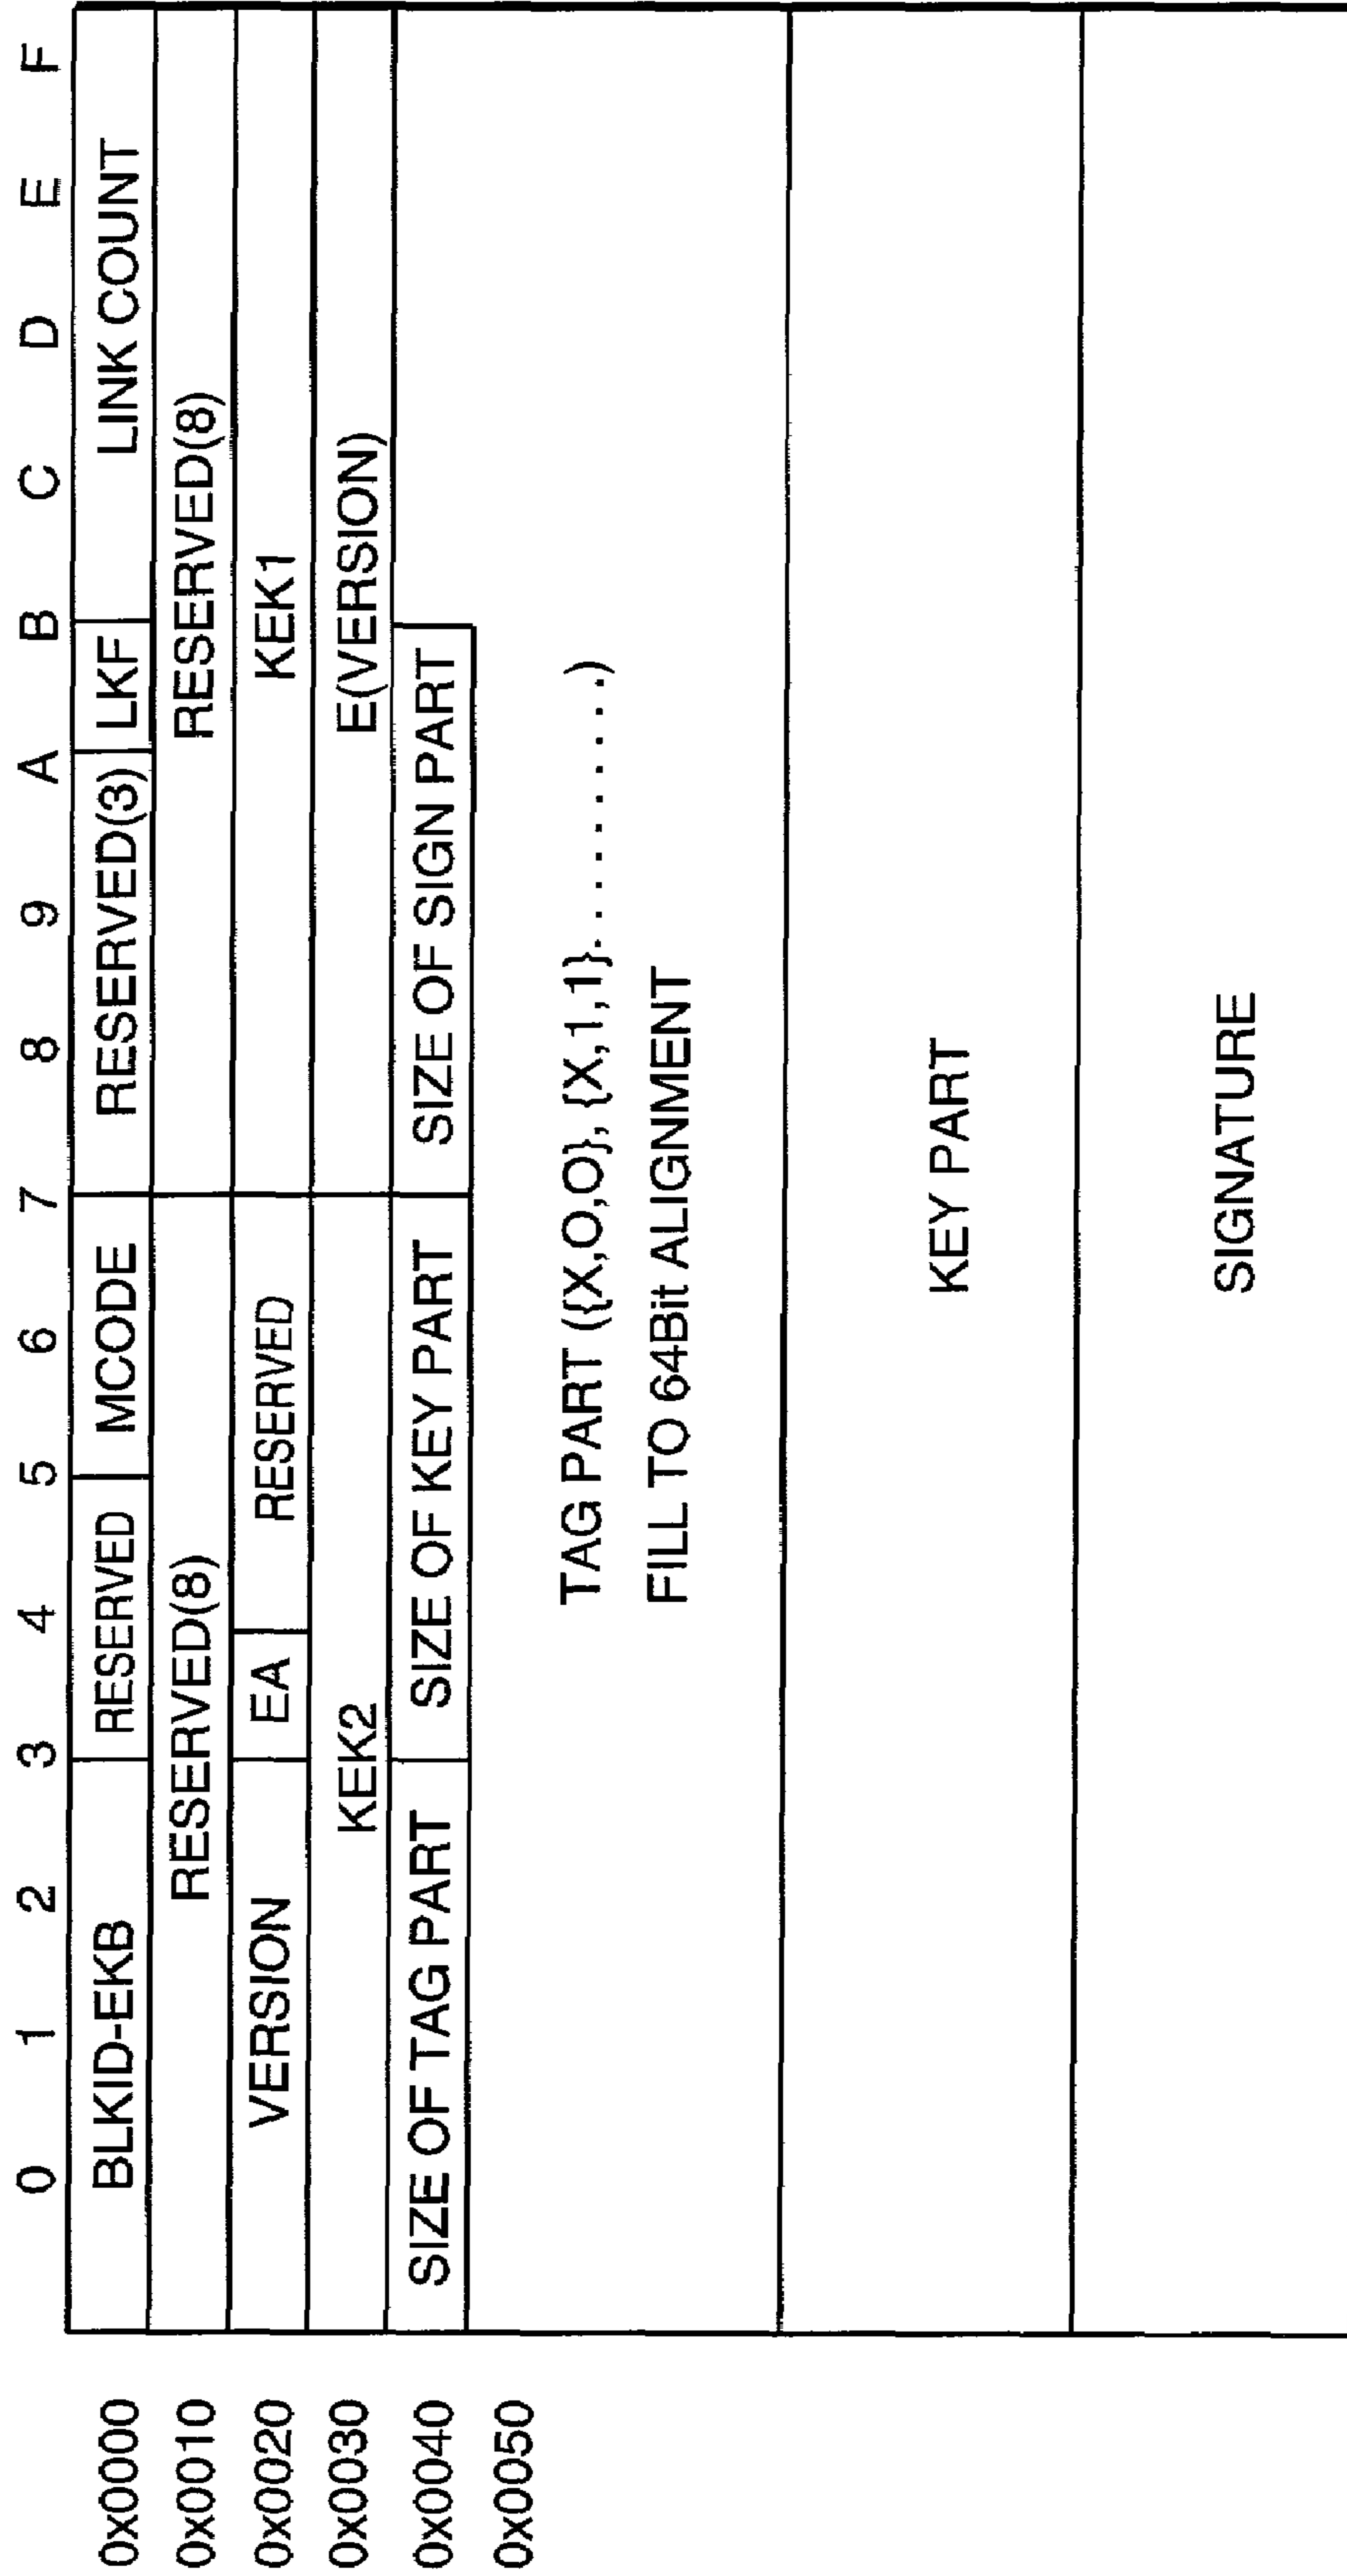 0 1 2 3 4 5 6 7 8 9 A B C D E F
0x0000 BLKID-EKB RESERVED MCODE RESERVED(3) LKF LINK COUNT
0x0010 RESERVED(8) RESERVED(8)
0x0020 VERSION EA RESERVED KEK1
0x0030 KEK2 E(VERSION)
0x0040 SIZE OF TAG PART SIZE OF KEY PART SIZE OF SIGN PART
0x0050
TAG PART ({X,O,O}, {X,1,1}. . . . . . . . . .)
FILL TO 64Bit ALIGNMENT
KEY PART
SIGNATURE